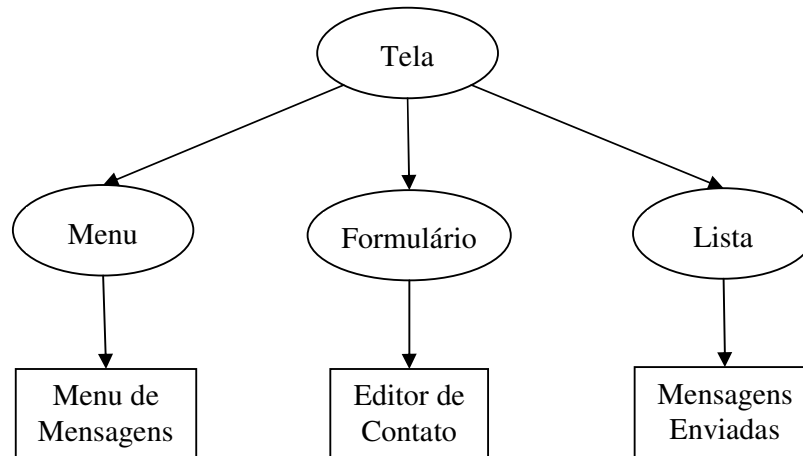 Tela
Menu
Formulário
Lista
Menu de
Mensagens
Editor de
Contato
Mensagens
Enviadas